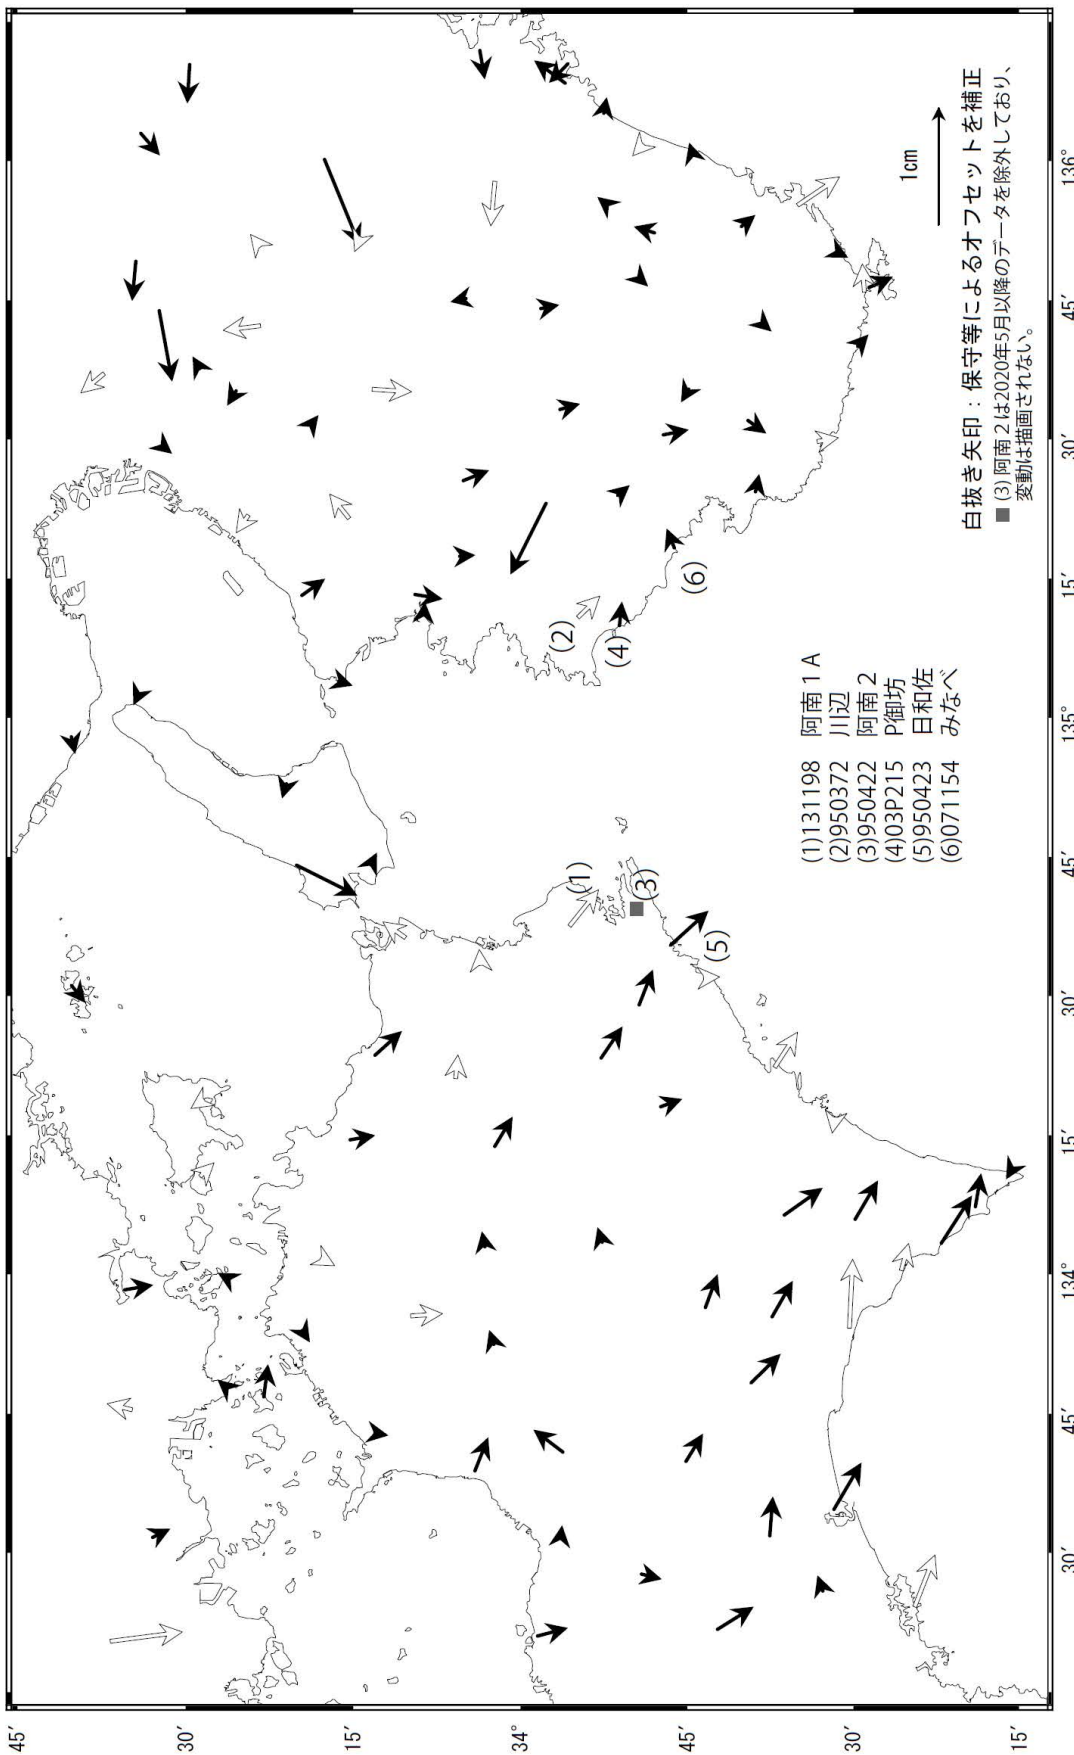 45′
30′
15′
34°
45′
30′
15′
(1)
(2)
(3)
(4)
(5)
(6)
(1)131198 阿南１A
(2)950372 川辺
(3)950422 阿南２
(4)03P215 P御坊
(5)950423 日和佐
(6)071154 みなべ
1cm
白抜き矢印：保守等によるオフセットを補正
■ (3) 阿南２は2020年5月以降のデータを除外しており、
変動は描画されない。
30′ 45′ 134° 15′ 30′ 45′ 135° 15′ 30′ 45′ 136°